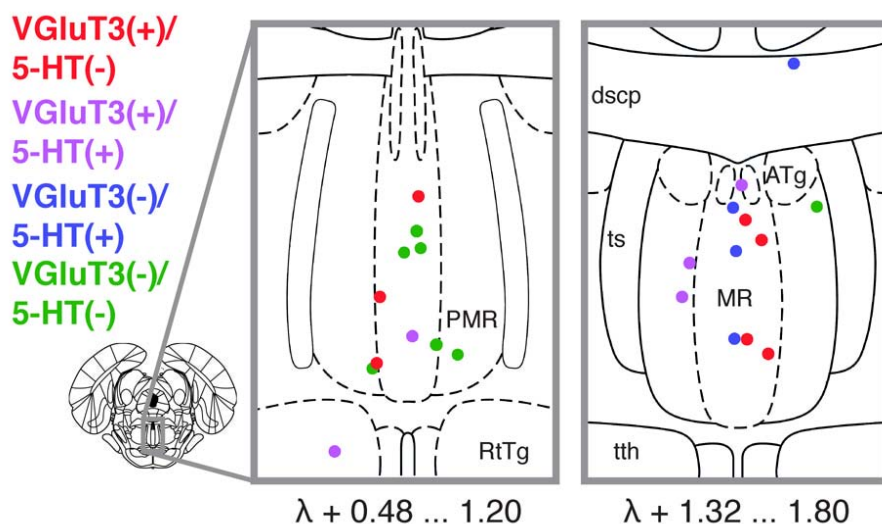 VGluT3(+)/
5-HT(-)
VGluT3(+)/
5-HT(+)
VGluT3(-)/
5-HT(+)
VGluT3(-)/
5-HT(-)
PMR
RtTg
λ + 0.48 ... 1.20
dscp
ATg
ts
MR
tth
λ + 1.32 ... 1.80